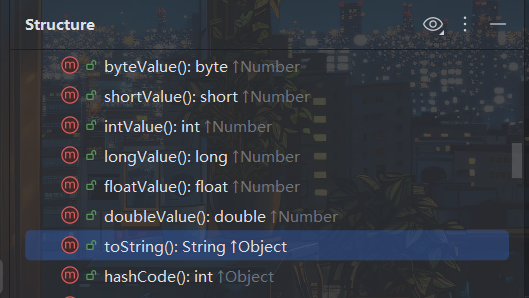 Structure
byteValue(): byte ↑Number
shortValue(): short ↑Number
intValue(): int ↑Number
longValue(): long ↑Number
floatValue(): float ↑Number
doubleValue(): double ↑Number
toString(): String ↑Object
hashCode(): int ↑Object